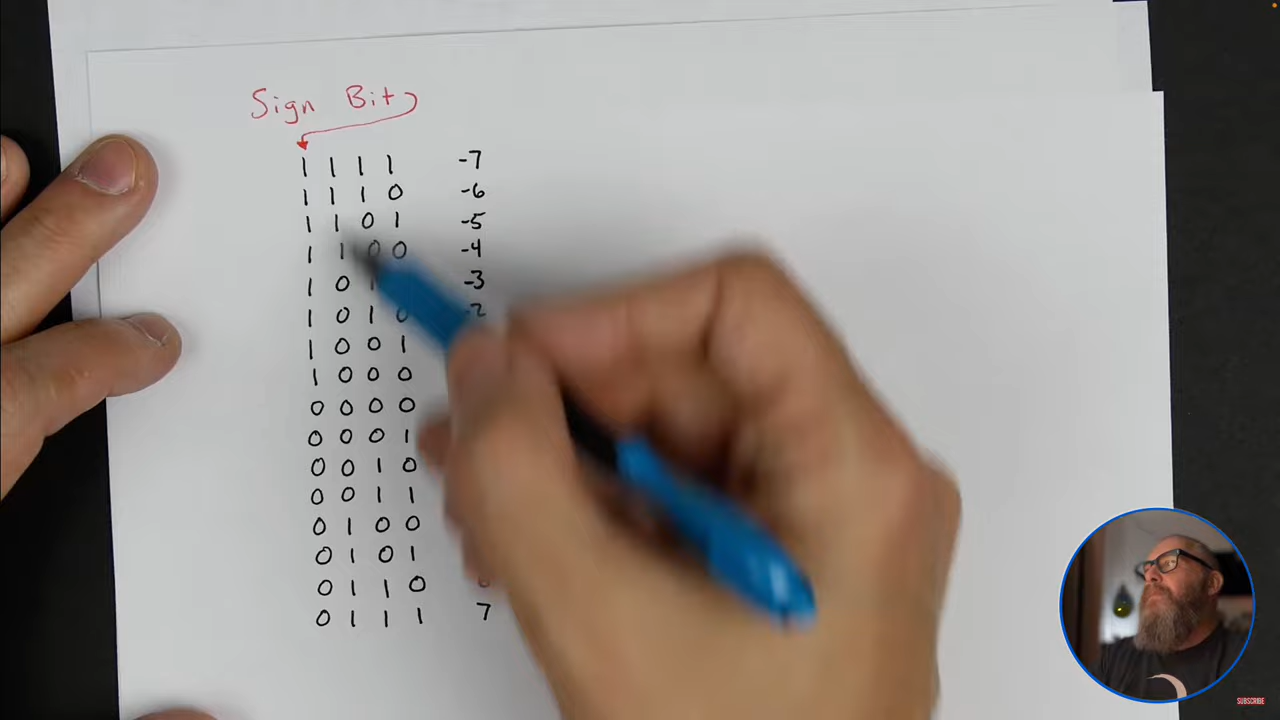 Sign Bit
1 1 1 1 -7
1 1 1 0 -6
1 1 0 1 -5
1 1 0 0 -4
1 0 1
1 0 1 0 -2
1 0 0 1
1 0 0 0
0 0 0 0
0 0 0 1
0 0 1 0
0 0 1 1
0 1 0 0
0 1 0 1
0 1 1 0
0 1 1 1 7
SUBSCRIBE